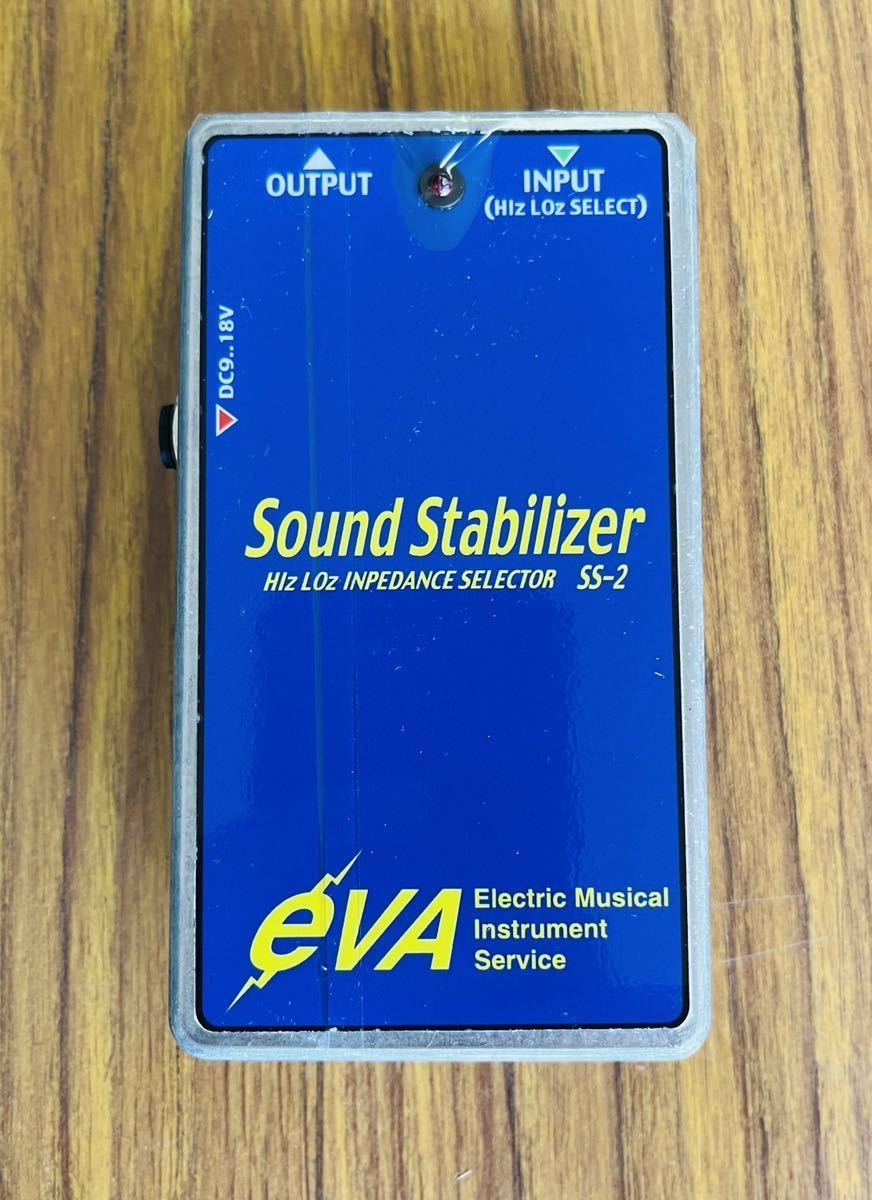 OUTPUT
INPUT
(HIz LOz SELECT)
DC9..18V
Sound Stabilizer
HIz LOz INPEDANCE SELECTOR SS-2
eVA
Electric Musical
Instrument
Service